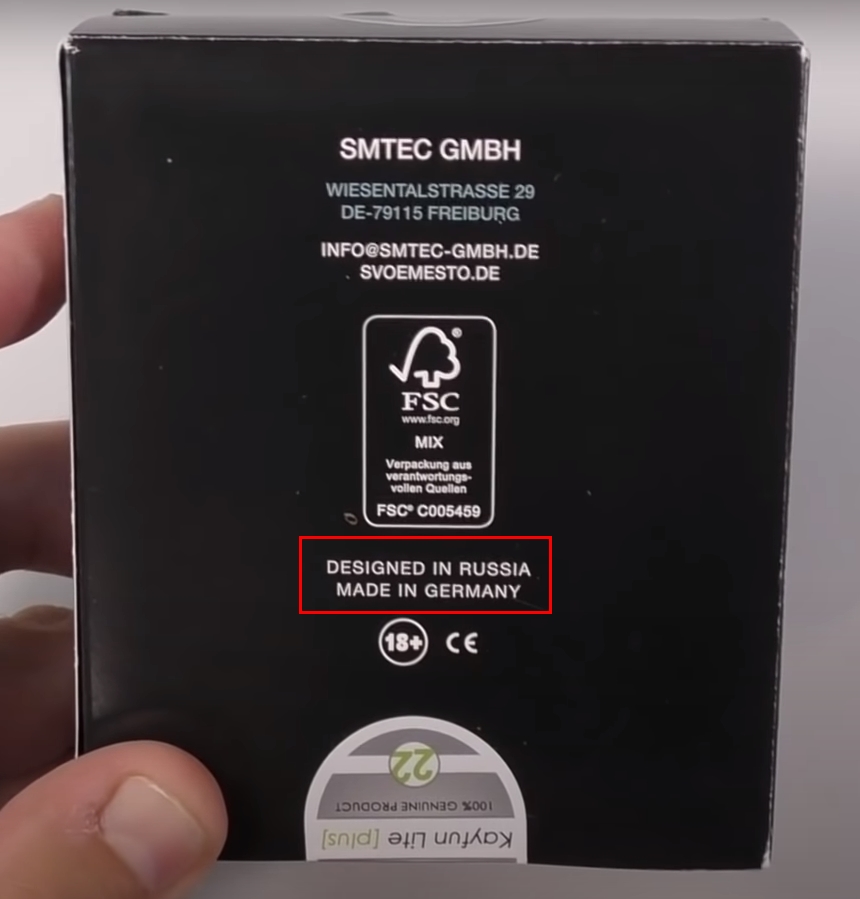 SMTEC GMBH
WIESENTALSTRASSE 29
DE-79115 FREIBURG
INFO@SMTEC-GMBH.DE
SVOEMESTO.DE
FSC®
www.fsc.org
MIX
Verpackung aus
verantwortungs-
vollen Quellen
FSC® C005459
DESIGNED IN RUSSIA
MADE IN GERMANY
18+ CE
Kayfun Lite [plus]
100% GENUINE PRODUCT
22